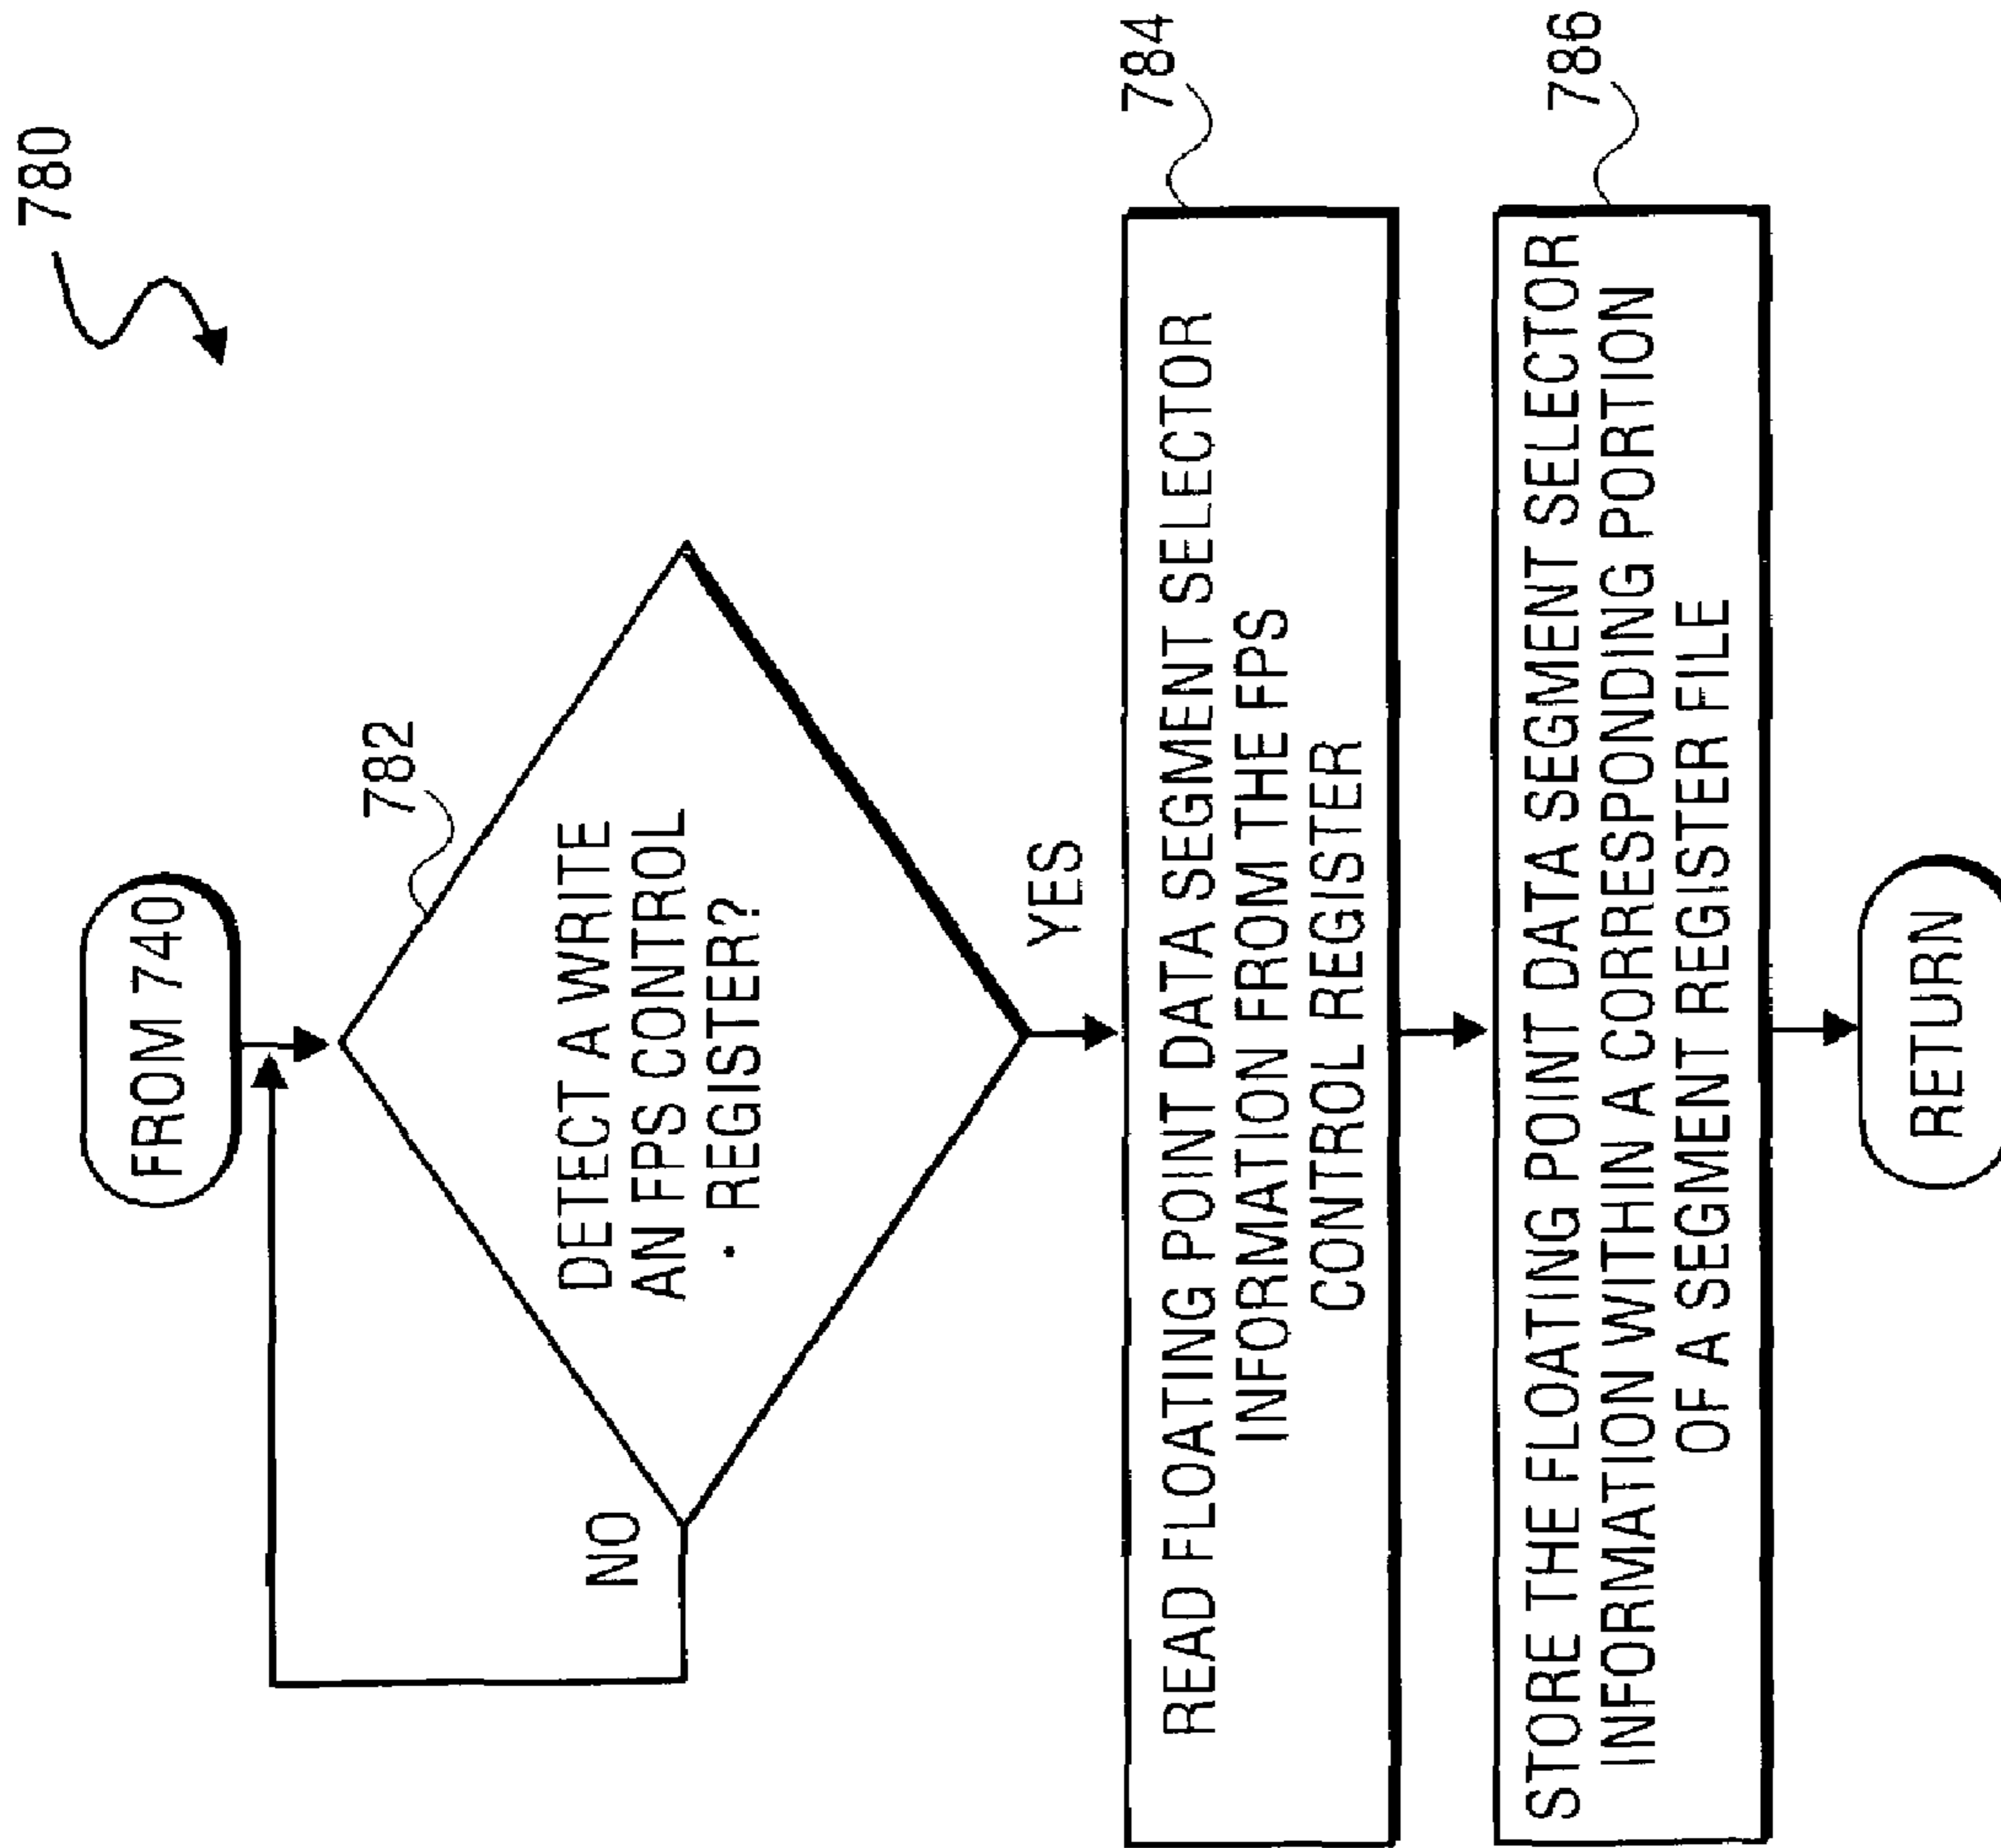 780
FROM 740
782
DETECT A WRITE
AN FPS CONTROL
REGISTER?
NO
YES
784
READ FLOATING POINT DATA SEGMENT SELECTOR
INFORMATION FROM THE FPS
CONTROL REGISTER
786
STORE THE FLOATING POINT DATA SEGMENT SELECTOR
INFORMATION WITHIN A CORRESPONDING PORTION
OF A SEGMENT REGISTER FILE
RETURN